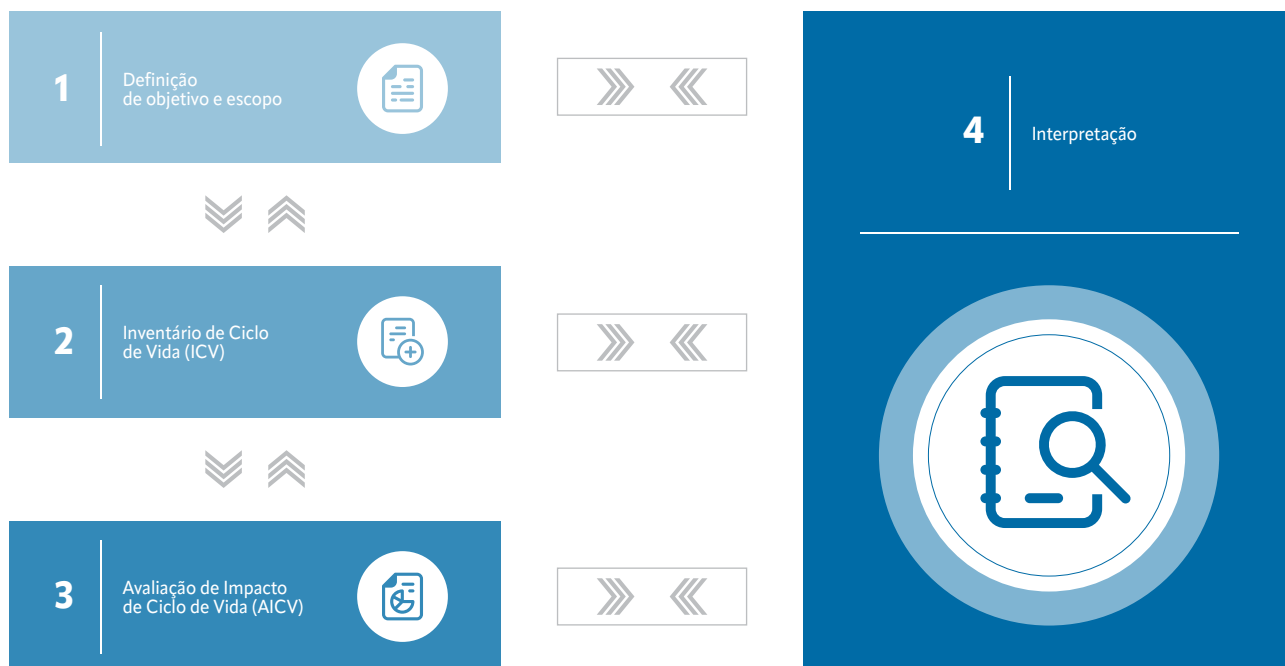 1
Definição
de objetivo e escopo
2
Inventário de Ciclo
de Vida (ICV)
3
Avaliação de Impacto
de Ciclo de Vida (AICV)
4
Interpretação